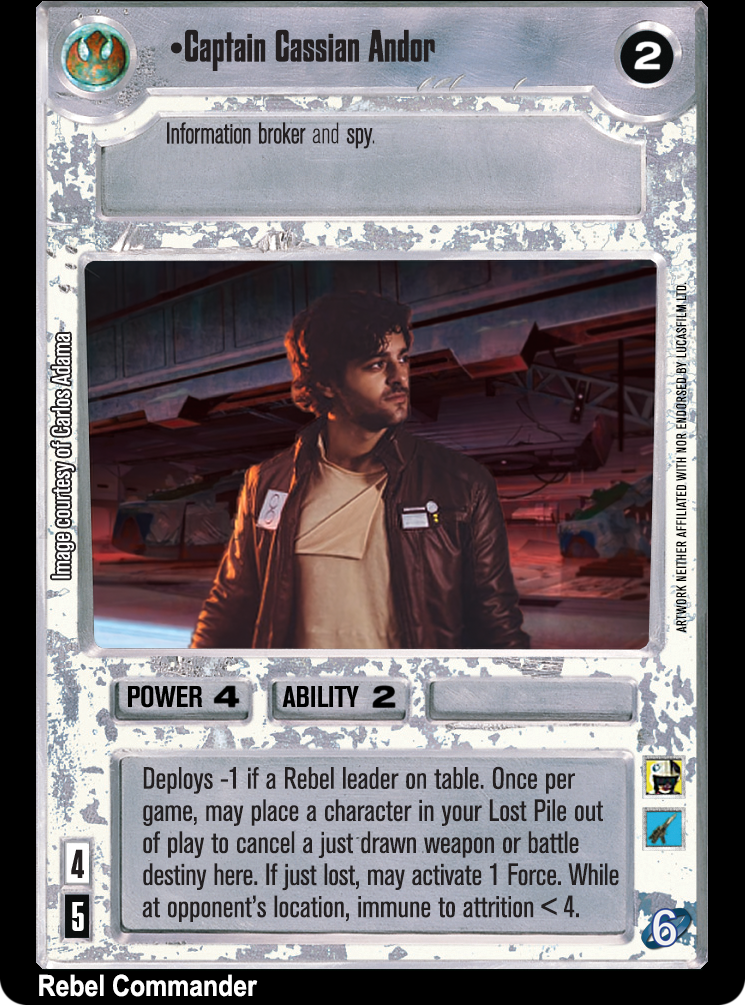 •Captain Cassian Andor
2
Information broker and spy.
Image courtesy of Carlos Adama
ARTWORK NEITHER AFFILIATED WITH NOR ENDORSED BY LUCASFILM LTD.
POWER 4
ABILITY 2
Deploys -1 if a Rebel leader on table. Once per
game, may place a character in your Lost Pile out
of play to cancel a just drawn weapon or battle
destiny here. If just lost, may activate 1 Force. While
at opponent's location, immune to attrition < 4.
4
5
6
Rebel Commander